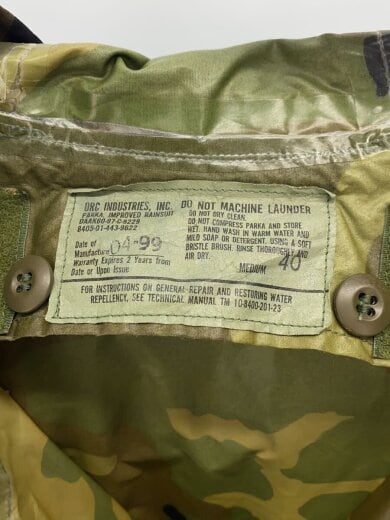 ORC INDUSTRIES, INC.
PARKA, IMPROVED RAINSUIT
DAAK60-97-C-9229
8405-01-443-9622
Date of
Manufacture 04-99
Warranty Expires 2 Years from
Date or Upon Issue
DO NOT MACHINE LAUNDER
DO NOT DRY CLEAN.
DO NOT COMPRESS PARKA AND STORE
WET. HAND WASH IN WARM WATER AND
MILD SOAP OR DETERGENT, USING A SOFT
BRISTLE BRUSH. RINSE THOROUGHLY AND
AIR DRY.
MEDIUM 40
FOR INSTRUCTIONS ON GENERAL REPAIR AND RESTORING WATER
REPELLENCY, SEE TECHNICAL MANUAL TM 10-8400-201-23